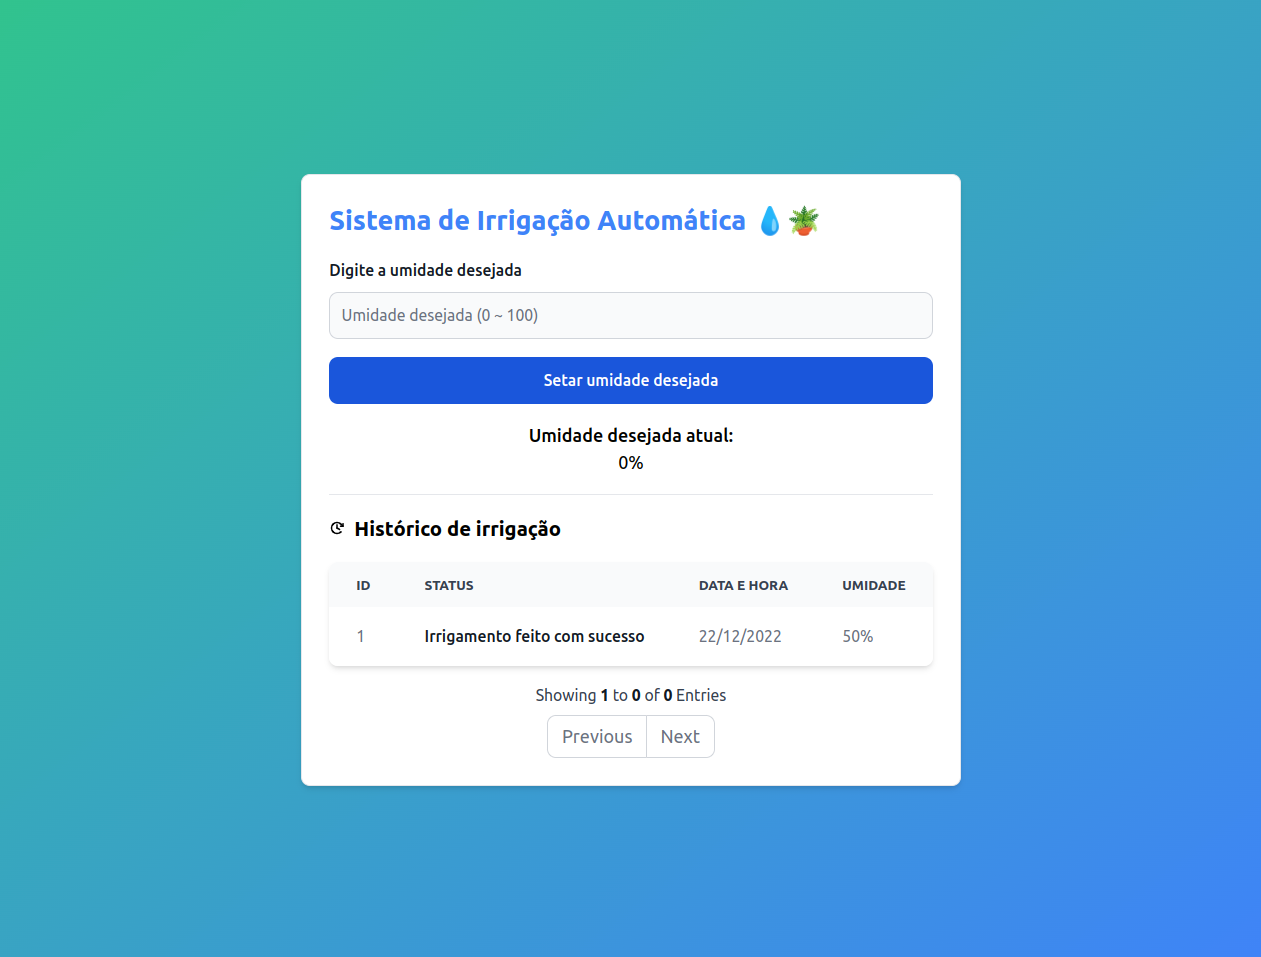 Sistema de Irrigação Automática 💧🪴
Digite a umidade desejada
Umidade desejada (0 ~ 100)
Setar umidade desejada
Umidade desejada atual:
0%
Histórico de irrigação
ID STATUS DATA E HORA UMIDADE
1 Irrigamento feito com sucesso 22/12/2022 50%
Showing 1 to 0 of 0 Entries
Previous Next